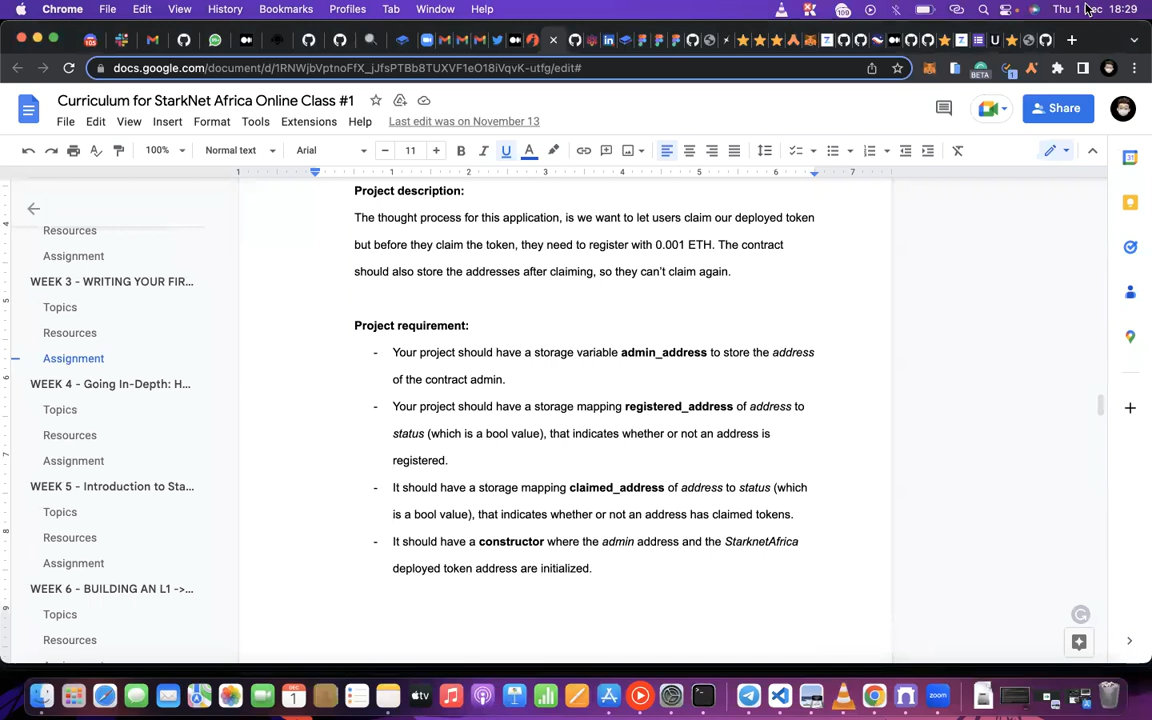 Chrome File Edit View History Bookmarks Profiles Tab Window Help Thu 1 Dec 18:29
docs.google.com/document/d/1RNWjbVptnoFfX_jJfsPTBb8TUXVF1eO18iVqvK-utfg/edit#
BETA
Curriculum for StarkNet Africa Online Class #1
File Edit View Insert Format Tools Extensions Help Last edit was on November 13
Share
100% Normal text Arial - 11 + B I U A
1 1 2 3 4 5 6 7
Resources
Assignment
WEEK 3 - WRITING YOUR FIR...
Topics
Resources
Assignment
WEEK 4 - Going In-Depth: H...
Topics
Resources
Assignment
WEEK 5 - Introduction to Sta...
Topics
Resources
Assignment
WEEK 6 - BUILDING AN L1 ->...
Topics
Resources
Project description:
The thought process for this application, is we want to let users claim our deployed token
but before they claim the token, they need to register with 0.001 ETH. The contract
should also store the addresses after claiming, so they can't claim again.
Project requirement:
- Your project should have a storage variable admin_address to store the address
of the contract admin.
- Your project should have a storage mapping registered_address of address to
status (which is a bool value), that indicates whether or not an address is
registered.
- It should have a storage mapping claimed_address of address to status (which
is a bool value), that indicates whether or not an address has claimed tokens.
- It should have a constructor where the admin address and the StarknetAfrica
deployed token address are initialized.
zoom